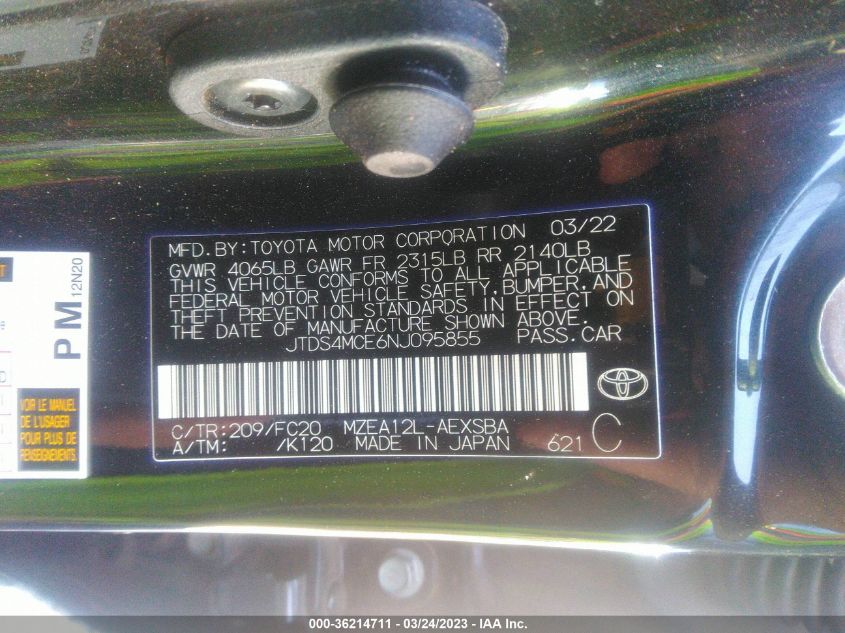 MFD.BY:TOYOTA MOTOR CORPORATION 03/22
GVWR 4065LB GAWR FR 2315LB RR 2140LB
THIS VEHICLE CONFORMS TO ALL APPLICABLE
FEDERAL MOTOR VEHICLE SAFETY,BUMPER,AND
THEFT PREVENTION STANDARDS IN EFFECT ON
THE DATE OF MANUFACTURE SHOWN ABOVE.
JTDS4MCE6NJ095855 PASS.CAR
C/TR:209/FC20 MZEA12L-AEXSBA
A/TM: /K120 MADE IN JAPAN 621 C
PM 12N20
VOIR LE MANUEL
DE L'USAGER
POUR PLUS DE
RENSEIGNEMENTS
000-36214711 - 03/24/2023 - IAA Inc.